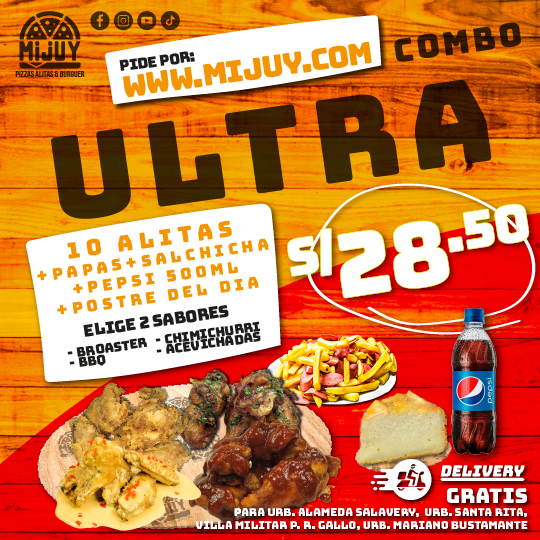 MIJUY
PIZZAS ALITAS & BURGUER
PIDE POR:
WWW.MIJUY.COM
COMBO
ULTRA
10 ALITAS
+PAPAS+SALCHICHA
+PEPSI 500ML
+POSTRE DEL DIA
ELIGE 2 SABORES
- BROASTER - CHIMICHURRI
- BBQ - ACEVICHADAS
S/28.50
pepsi
DELIVERY
GRATIS
PARA URB. ALAMEDA SALAVERY, URB. SANTA RITA,
VILLA MILITAR P. R. GALLO, URB. MARIANO BUSTAMANTE